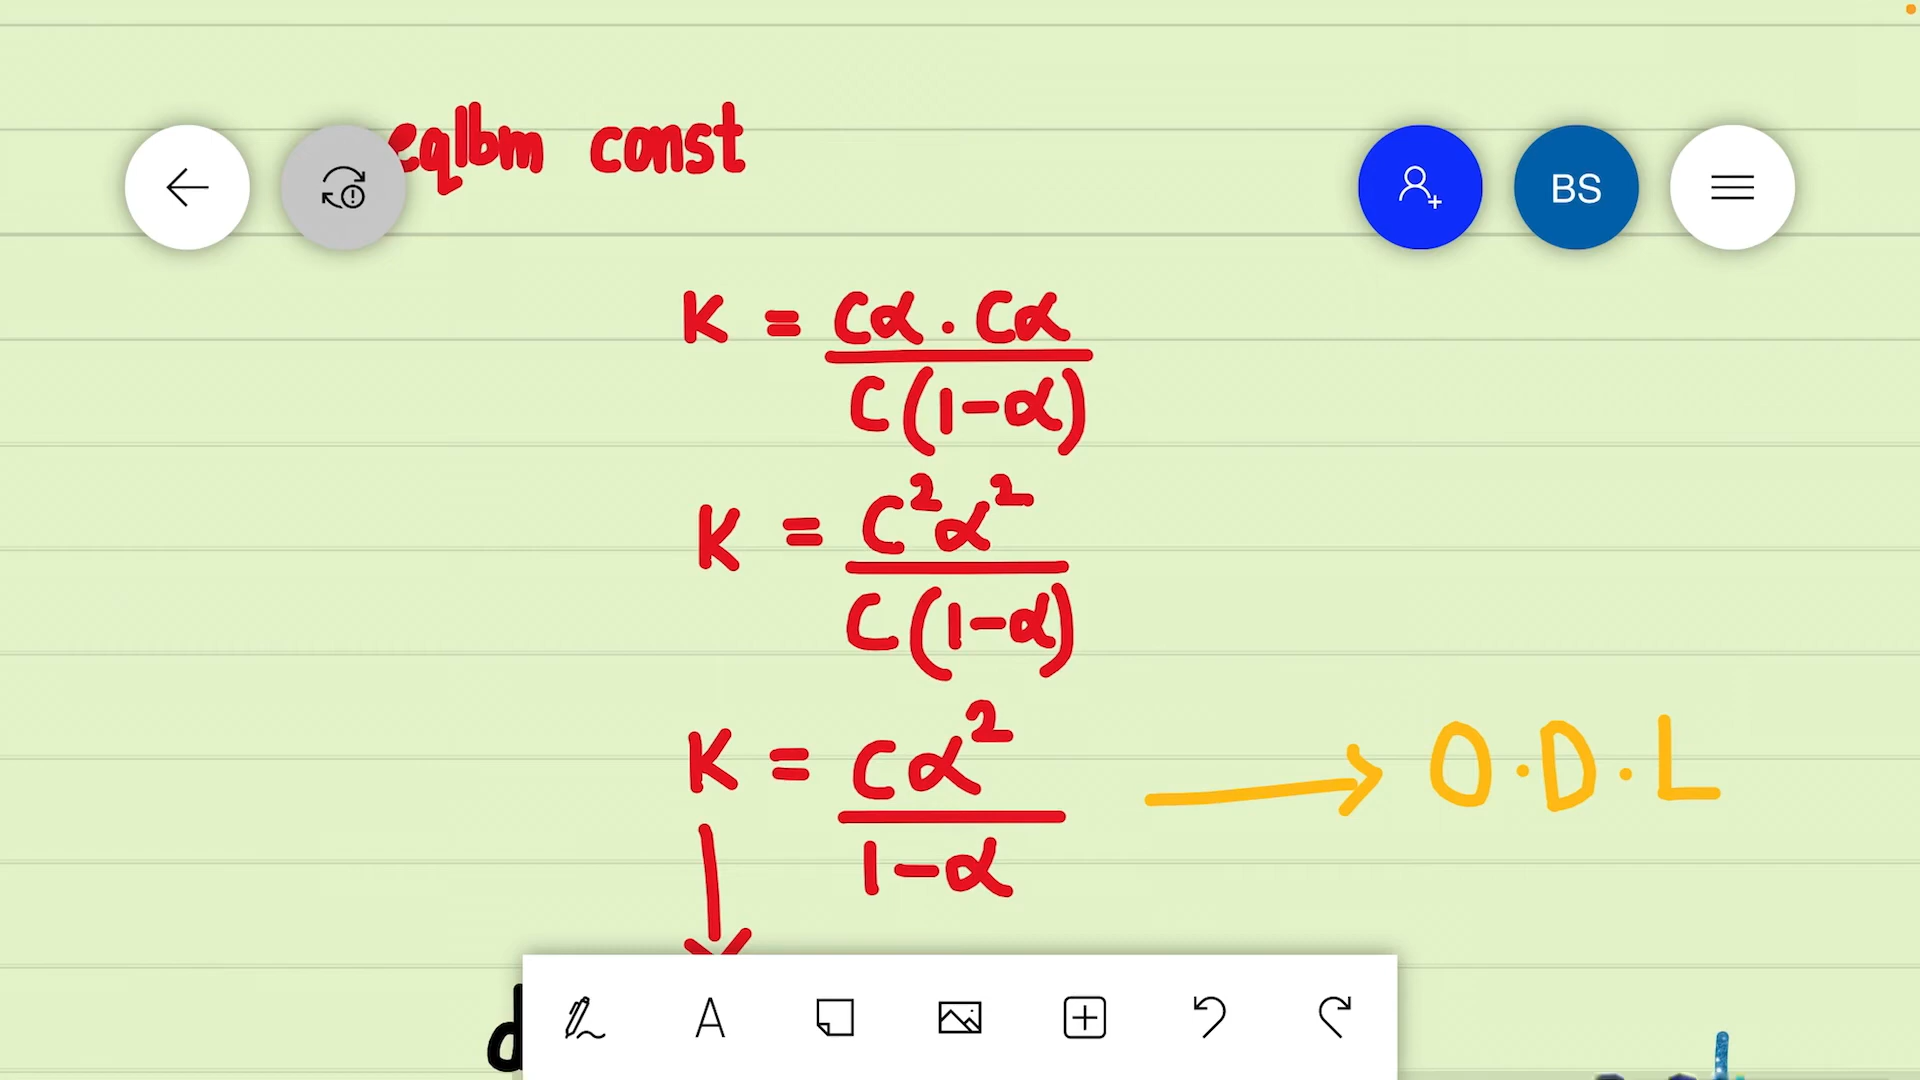 eqlbm const
BS
K = Cα . Cα / C(1-α)
K = C²α² / C(1-α)
K = Cα² / 1-α → O.D.L
↓
A